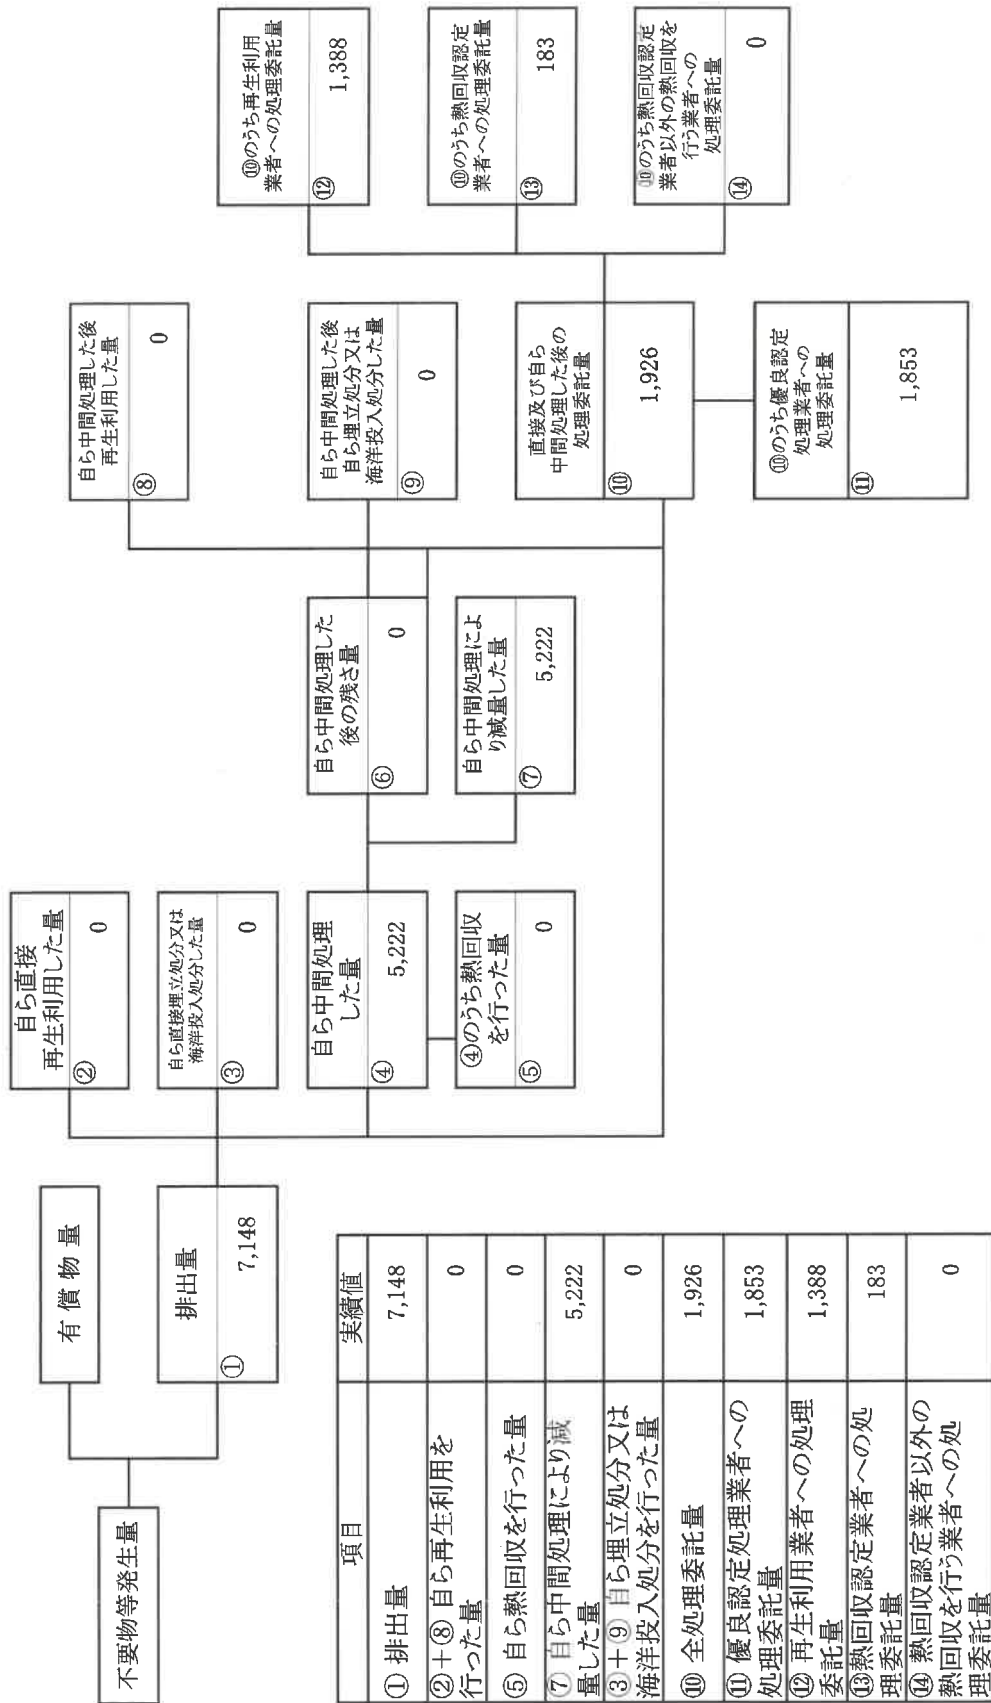 不要物等発生量
有償物量
排出量
①
7,148
自ら直接
再生利用した量
②
0
自ら直接埋立処分又は
海洋投入処分した量
③
0
自ら中間処理
した量
④
5,222
④のうち熱回収
を行った量
⑤
0
自ら中間処理した
後の残さ量
⑥
0
自ら中間処理によ
り減量した量
⑦
5,222
自ら中間処理した後
再生利用した量
⑧
0
自ら中間処理した後
自ら埋立処分又は
海洋投入処分した量
⑨
0
直接及び自ら
中間処理した後の
処理委託量
⑩
1,926
⑩のうち優良認定
処理業者への
処理委託量
⑪
1,853
⑩のうち再生利用
業者への処理委託量
⑫
1,388
⑩のうち熱回収認定
業者への処理委託量
⑬
183
⑩のうち熱回収認定
業者以外の熱回収を
行う業者への
処理委託量
⑭
0
項目
実績値
① 排出量
7,148
②+⑧ 自ら再生利用を
行った量
0
⑤ 自ら熱回収を行った量
0
⑦ 自ら中間処理により減
量した量
5,222
③+⑨ 自ら埋立処分又は
海洋投入処分を行った量
0
⑩ 全処理委託量
1,926
⑪ 優良認定処理業者への
処理委託量
1,853
⑫ 再生利用業者への処理
委託量
1,388
⑬熱回収認定業者への処
理委託量
183
⑭ 熱回収認定業者以外の
熱回収を行う業者への処
理委託量
0